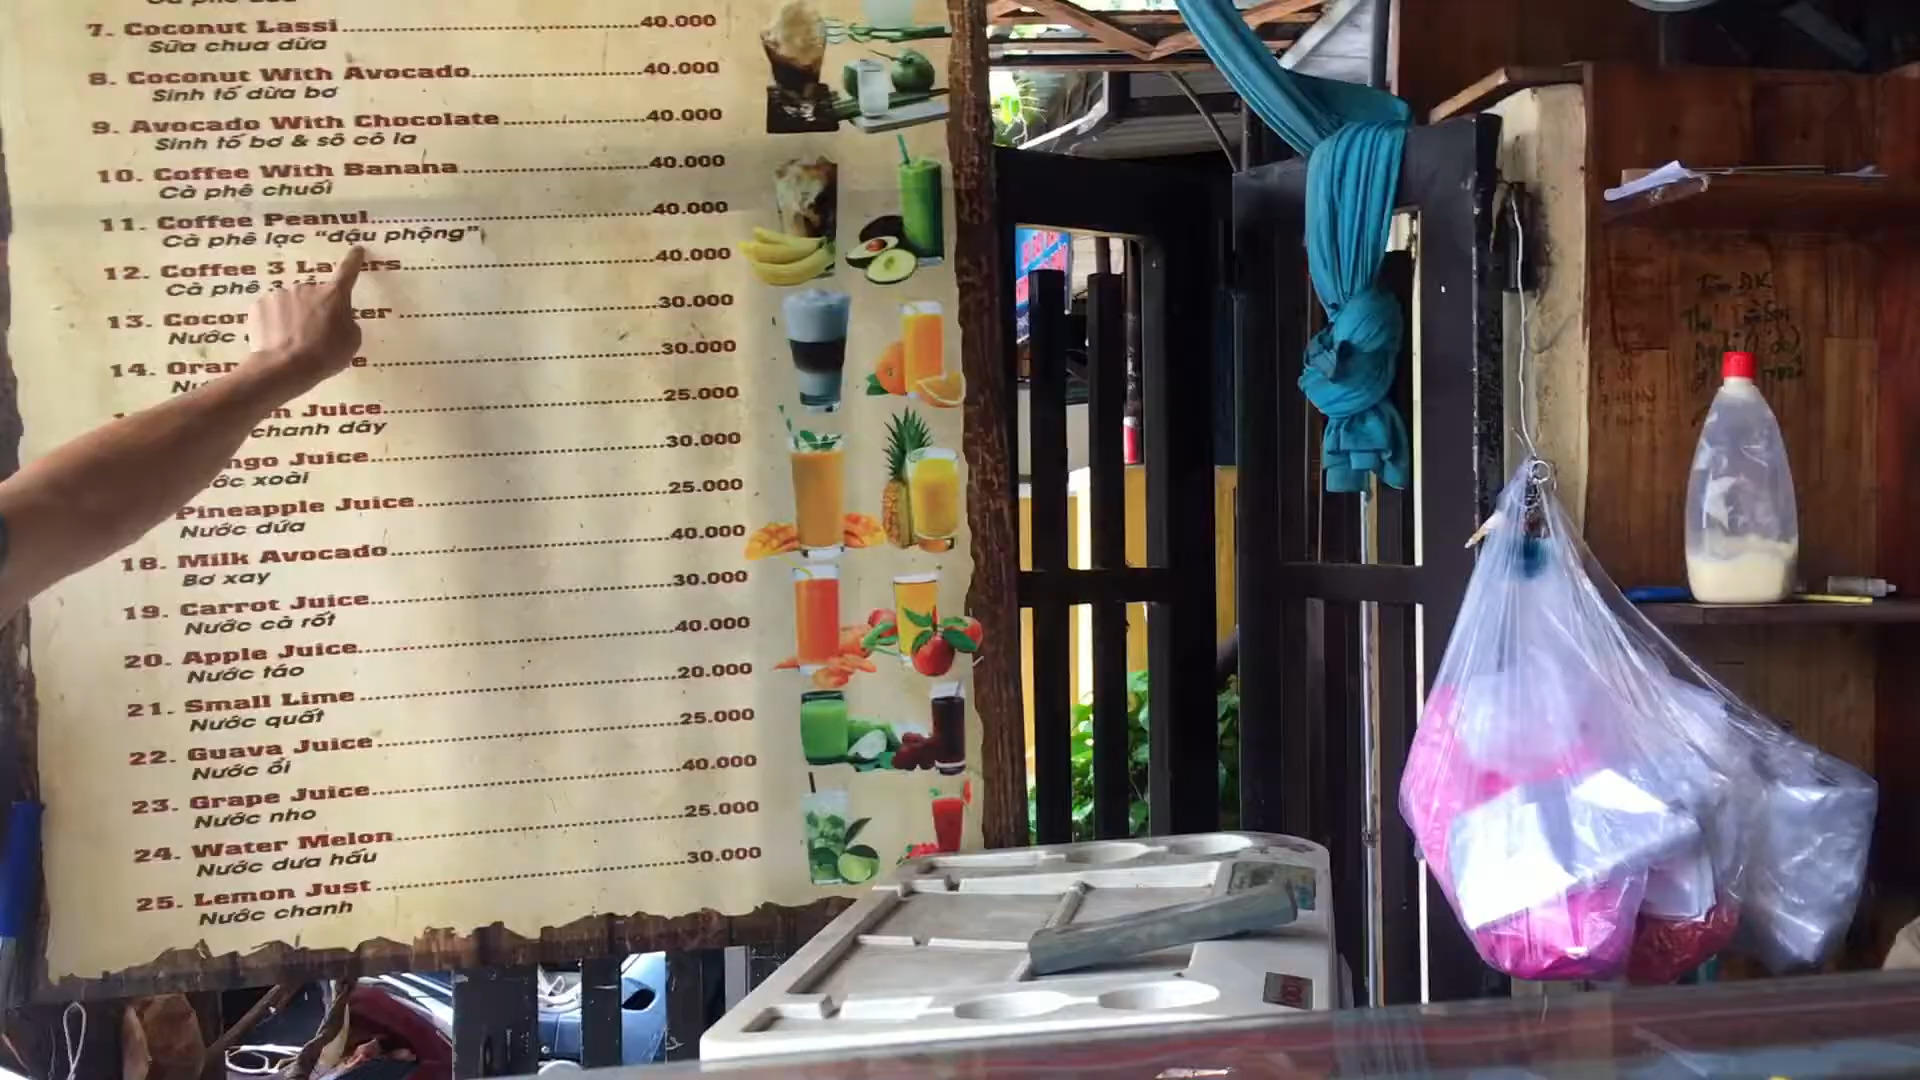 7. Coconut Lassi 40.000
Sữa chua dừa
8. Coconut With Avocado 40.000
Sinh tố dừa bơ
9. Avocado With Chocolate 40.000
Sinh tố bơ & sô cô la
10. Coffee With Banana 40.000
Cà phê chuối
11. Coffee Peanul 40.000
Cà phê lạc “đậu phộng”
12. Coffee 3 40.000
Cà phê 3
13. 30.000
Nước
14. 30.000
Juice 25.000
chanh dây
Juice 30.000
xoài
Pineapple Juice 25.000
Nước dứa
18. Milk Avocado 40.000
Bơ xay
19. Carrot Juice 30.000
Nước cà rốt
20. Apple Juice 40.000
Nước táo
21. Small Lime 20.000
Nước quất
22. Guava Juice 25.000
Nước ổi
23. Grape Juice 40.000
Nước nho
24. Water Melon 25.000
Nước dưa hấu
25. Lemon Just 30.000
Nước chanh